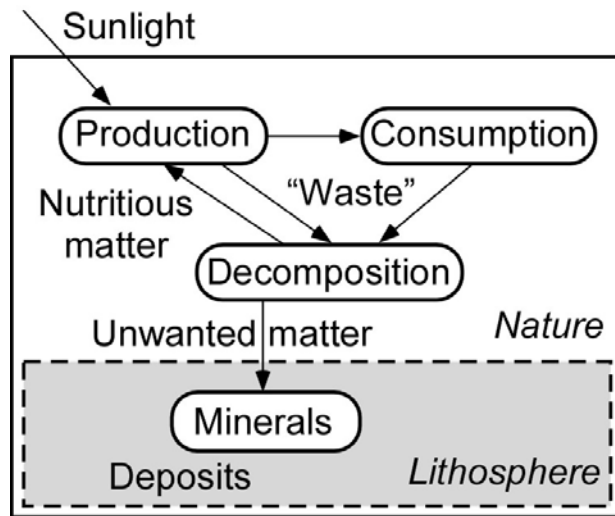 Sunlight
Production
Consumption
“Waste”
Nutritious
matter
Decomposition
Unwanted matter
Nature
Minerals
Deposits
Lithosphere